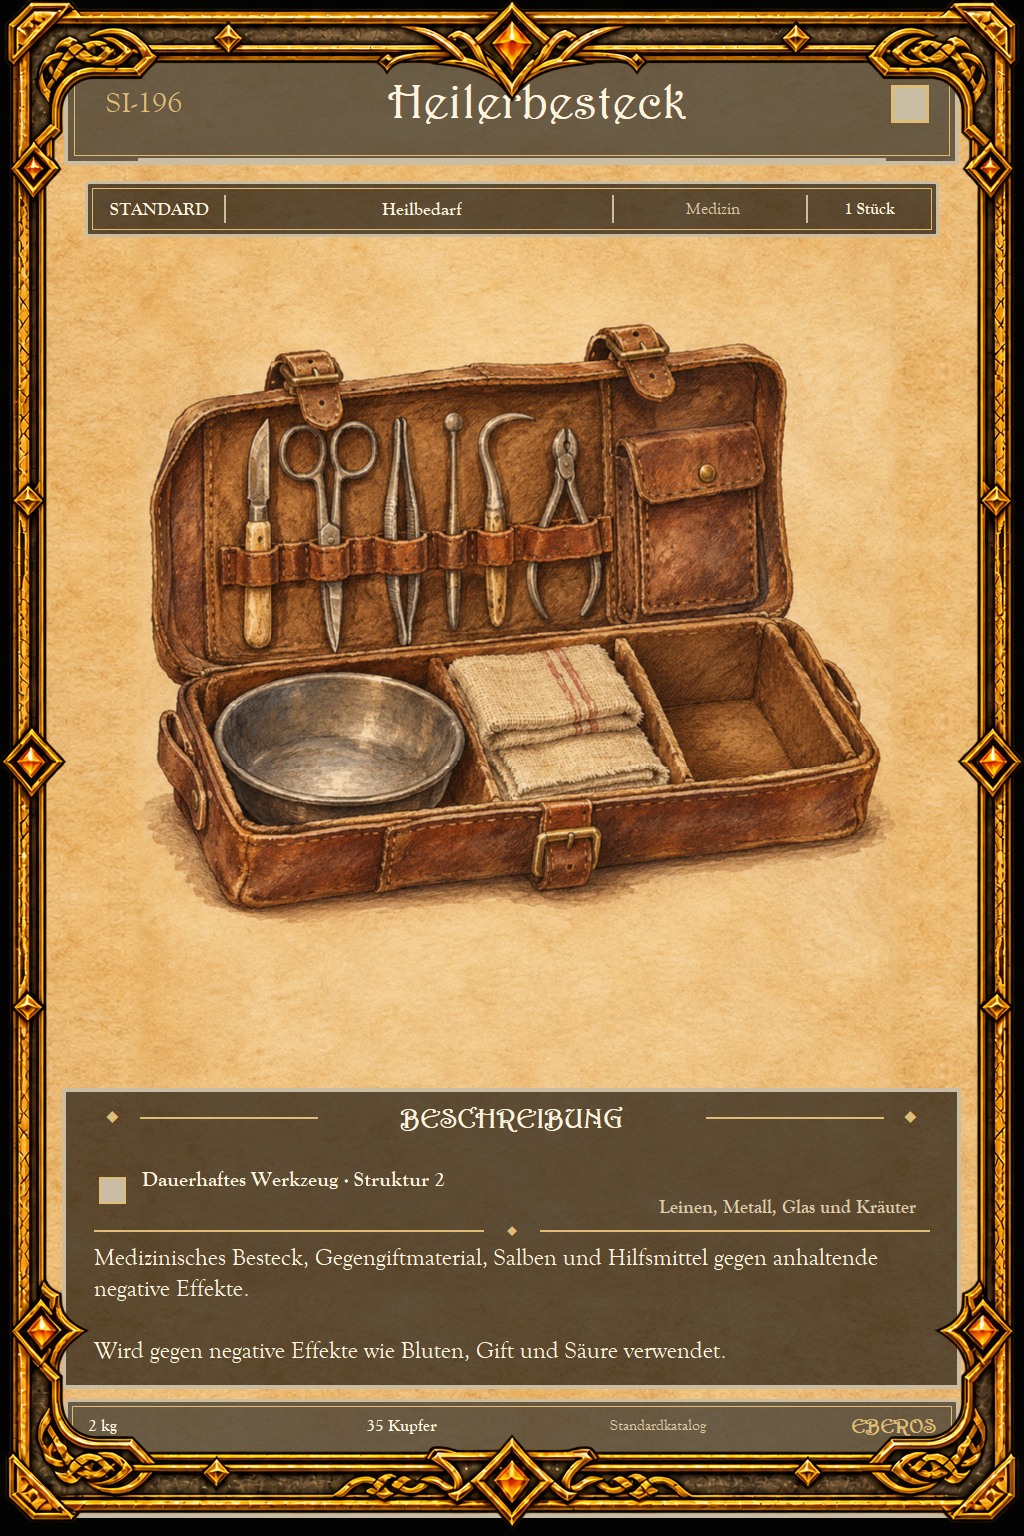 SI-196
Heilerbesteck
STANDARD
Heilbedarf
Medizin
1 Stück
BESCHREIBUNG
Dauerhaftes Werkzeug · Struktur 2
Leinen, Metall, Glas und Kräuter
Medizinisches Besteck, Gegengiftmaterial, Salben und Hilfsmittel gegen anhaltende
negative Effekte.
Wird gegen negative Effekte wie Bluten, Gift und Säure verwendet.
2 kg
35 Kupfer
Standardkatalog
EBEROS